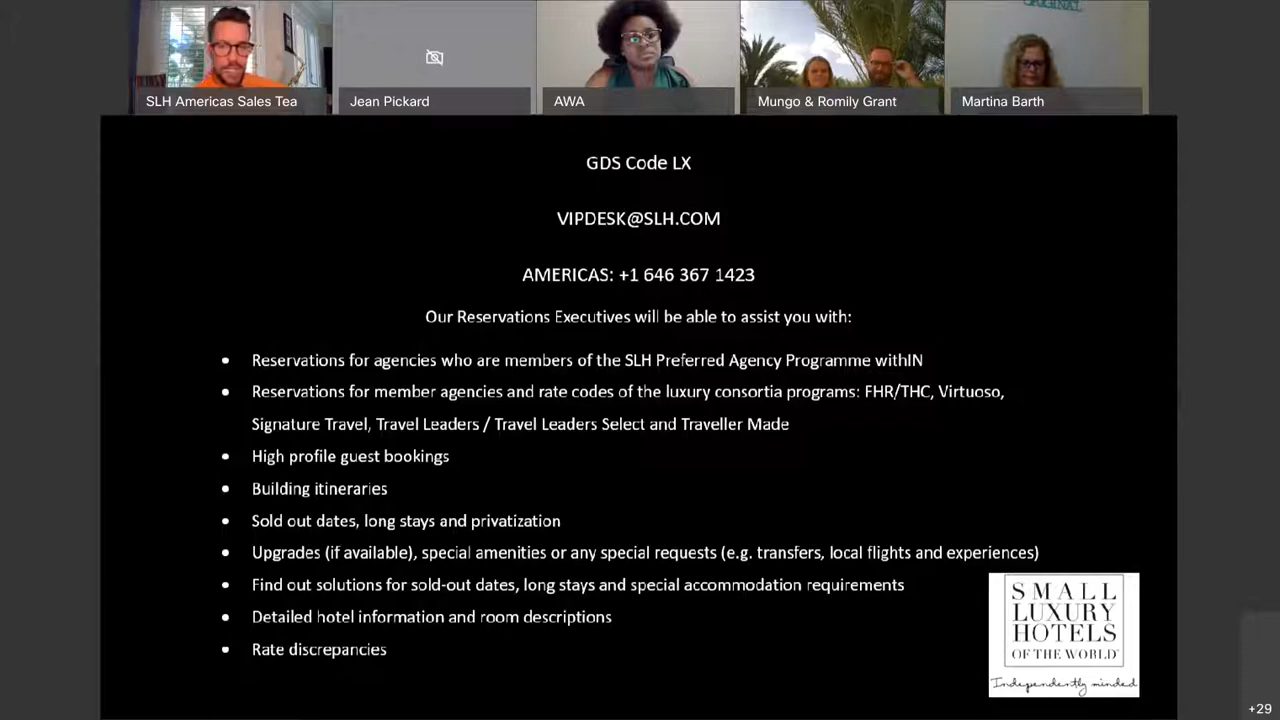 ORIGINAL
SLH Americas Sales Tea
Jean Pickard
AWA
Mungo & Romily Grant
Martina Barth
GDS Code LX
VIPDESK@SLH.COM
AMERICAS: +1 646 367 1423
Our Reservations Executives will be able to assist you with:
• Reservations for agencies who are members of the SLH Preferred Agency Programme withIN
• Reservations for member agencies and rate codes of the luxury consortia programs: FHR/THC, Virtuoso,
Signature Travel, Travel Leaders / Travel Leaders Select and Traveller Made
• High profile guest bookings
• Building itineraries
• Sold out dates, long stays and privatization
• Upgrades (if available), special amenities or any special requests (e.g. transfers, local flights and experiences)
• Find out solutions for sold-out dates, long stays and special accommodation requirements
• Detailed hotel information and room descriptions
• Rate discrepancies
SMALL
LUXURY
HOTELS
OF THE WORLD
Independently minded
+29